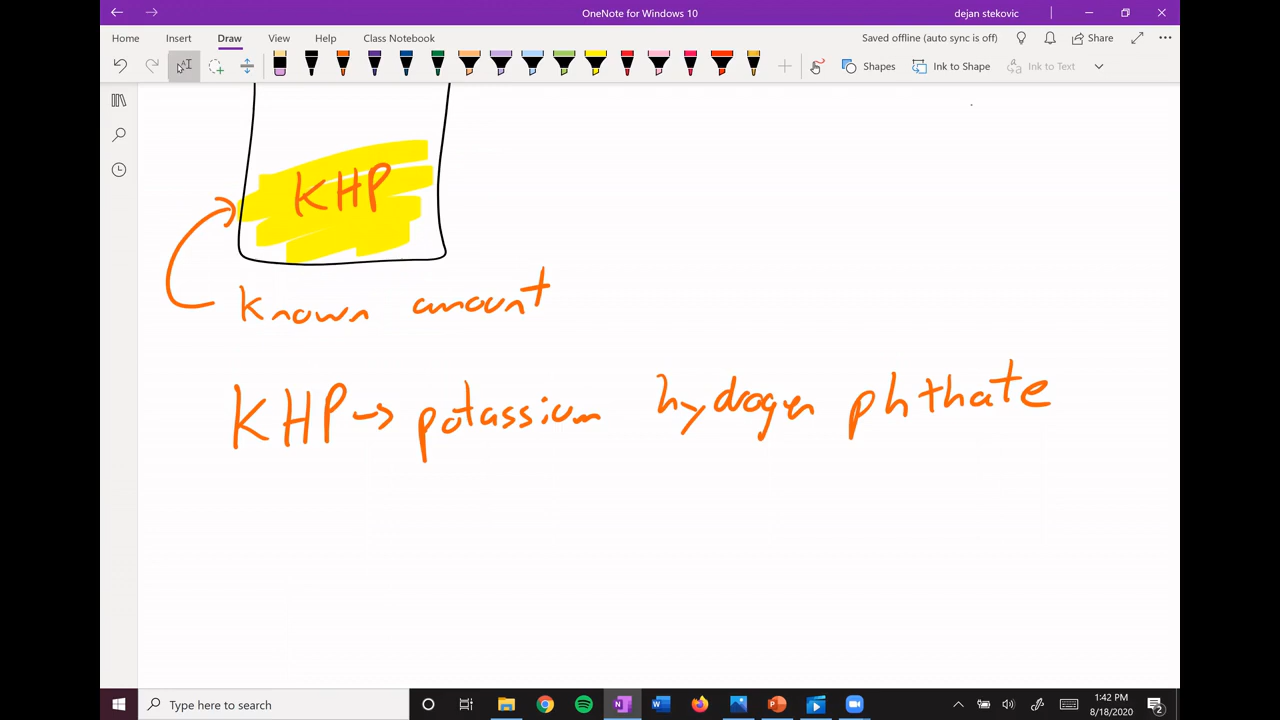 OneNote for Windows 10
dejan stekovic
Home Insert Draw View Help Class Notebook
Saved offline (auto sync is off) Share
Shapes Ink to Shape Ink to Text
KHP
Known amount
KHP → potassium hydrogen phthate
Type here to search
1:42 PM
8/18/2020
2